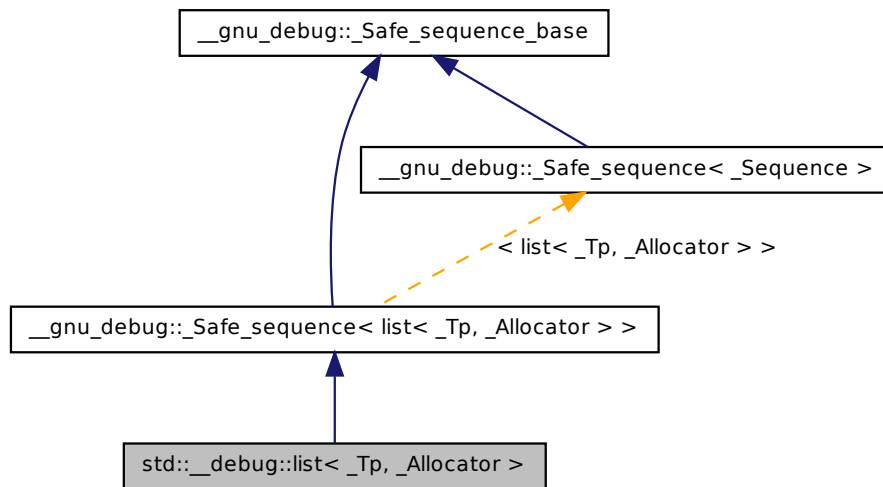 __gnu_debug::_Safe_sequence_base
__gnu_debug::_Safe_sequence< _Sequence >
< list< _Tp, _Allocator > >
__gnu_debug::_Safe_sequence< list< _Tp, _Allocator > >
std::__debug::list< _Tp, _Allocator >